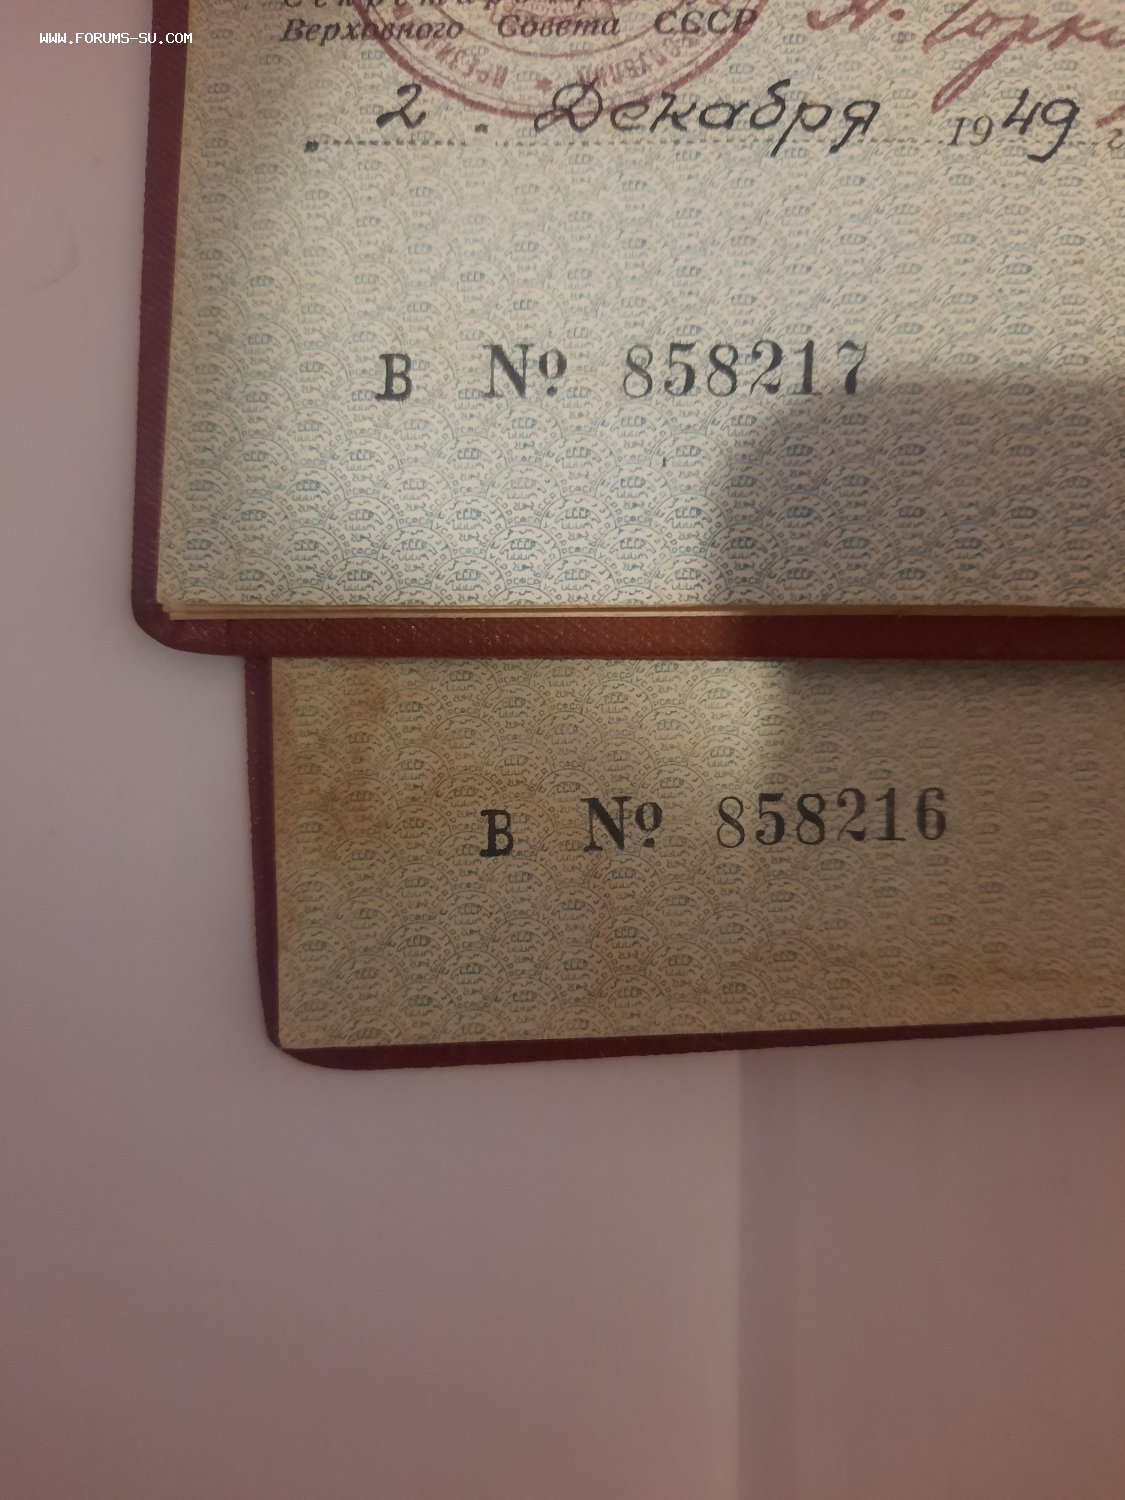 WWW.FORUMS-SU.COM
Верховного Совета СССР
2. Декабря 1949 г
В № 858217
В № 858216